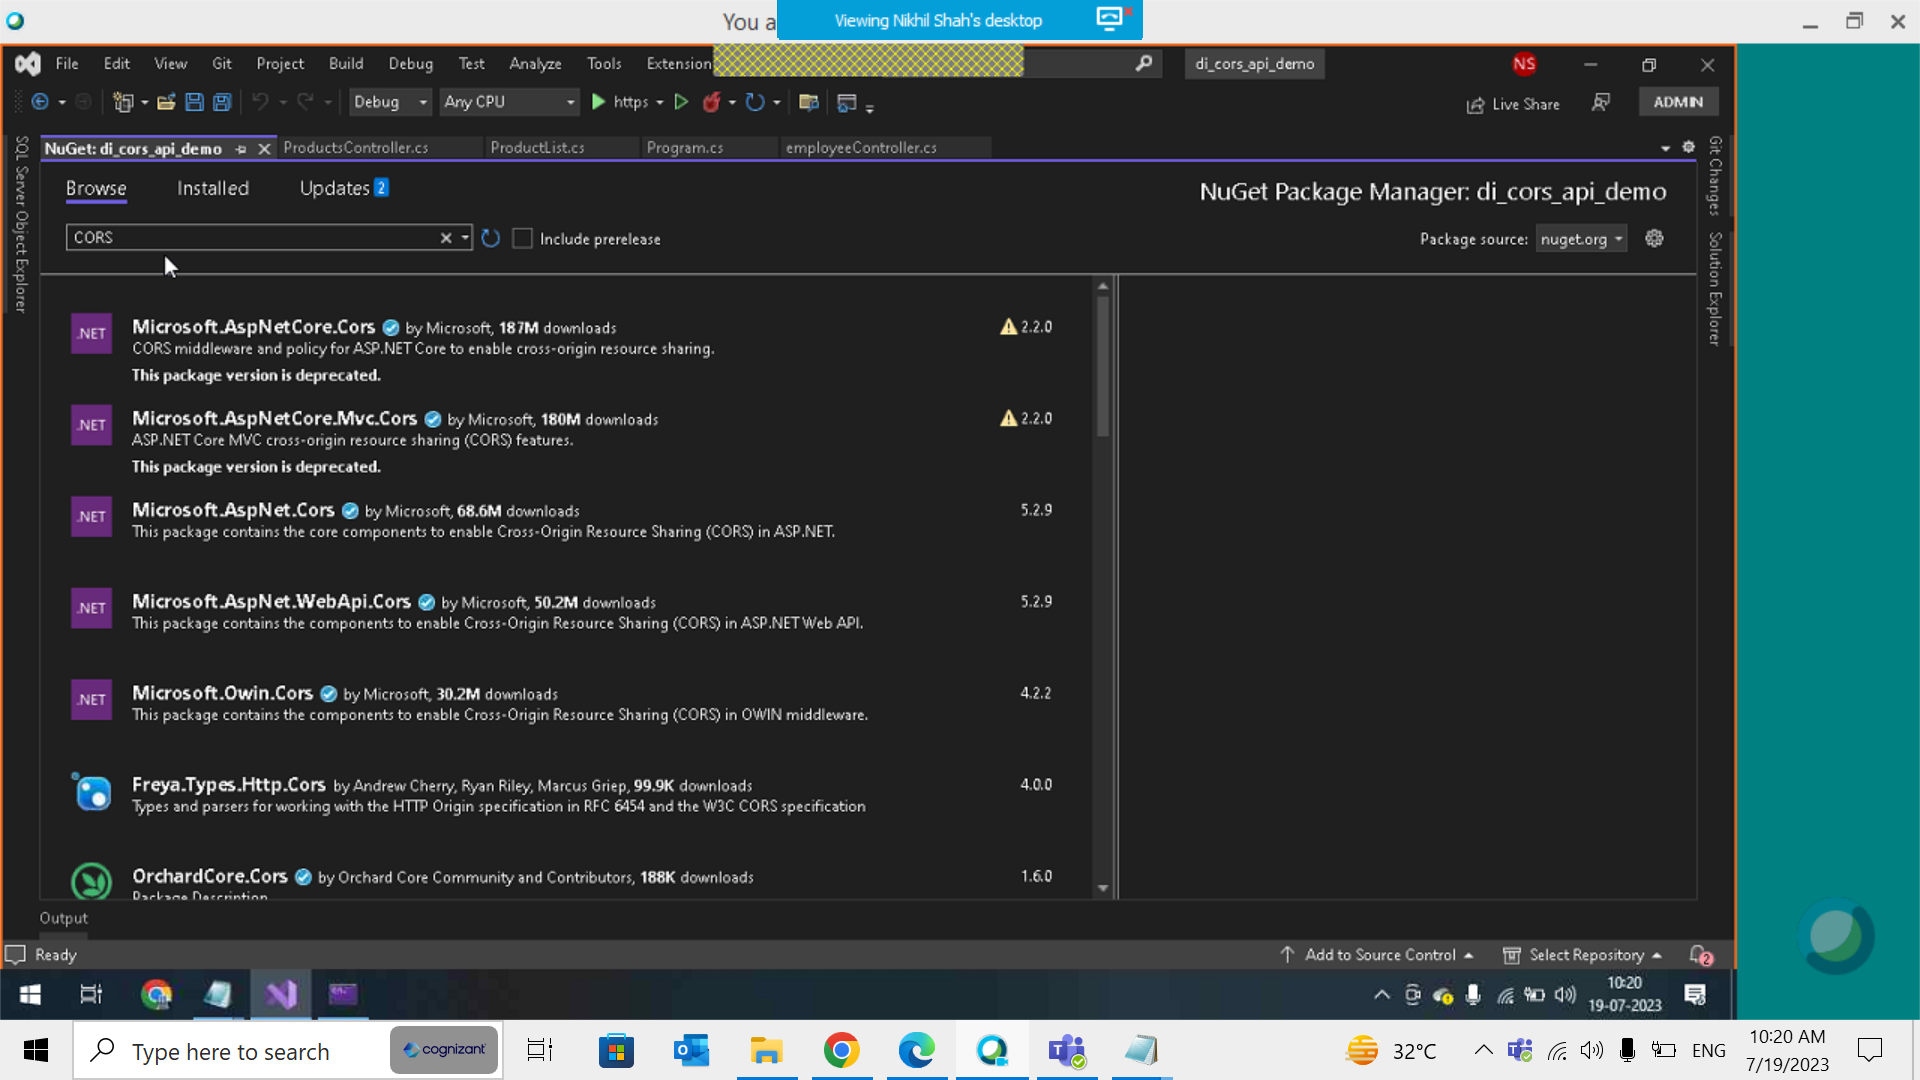 You a
Viewing Nikhil Shah's desktop
File Edit View Git Project Build Debug Test Analyze Tools Extension
di_cors_api_demo
NS
Debug Any CPU https
Live Share
ADMIN
SQL Server Object Explorer
NuGet: di_cors_api_demo ProductsController.cs ProductList.cs Program.cs employeeController.cs
Git Changes
Solution Explorer
Browse Installed Updates 2
NuGet Package Manager: di_cors_api_demo
CORS
Include prerelease
Package source: nuget.org
.NET
Microsoft.AspNetCore.Cors by Microsoft, 187M downloads
2.2.0
CORS middleware and policy for ASP.NET Core to enable cross-origin resource sharing.
This package version is deprecated.
.NET
Microsoft.AspNetCore.Mvc.Cors by Microsoft, 180M downloads
2.2.0
ASP.NET Core MVC cross-origin resource sharing (CORS) features.
This package version is deprecated.
.NET
Microsoft.AspNet.Cors by Microsoft, 68.6M downloads
5.2.9
This package contains the core components to enable Cross-Origin Resource Sharing (CORS) in ASP.NET.
.NET
Microsoft.AspNet.WebApi.Cors by Microsoft, 50.2M downloads
5.2.9
This package contains the components to enable Cross-Origin Resource Sharing (CORS) in ASP.NET Web API.
.NET
Microsoft.Owin.Cors by Microsoft, 30.2M downloads
4.2.2
This package contains the components to enable Cross-Origin Resource Sharing (CORS) in OWIN middleware.
Freya.Types.Http.Cors by Andrew Cherry, Ryan Riley, Marcus Griep, 99.9K downloads
4.0.0
Types and parsers for working with the HTTP Origin specification in RFC 6454 and the W3C CORS specification
OrchardCore.Cors by Orchard Core Community and Contributors, 188K downloads
1.6.0
Package Description
Output
Ready
Add to Source Control Select Repository 2
10:20
19-07-2023
Type here to search
cognizant
32°C
ENG
10:20 AM
7/19/2023